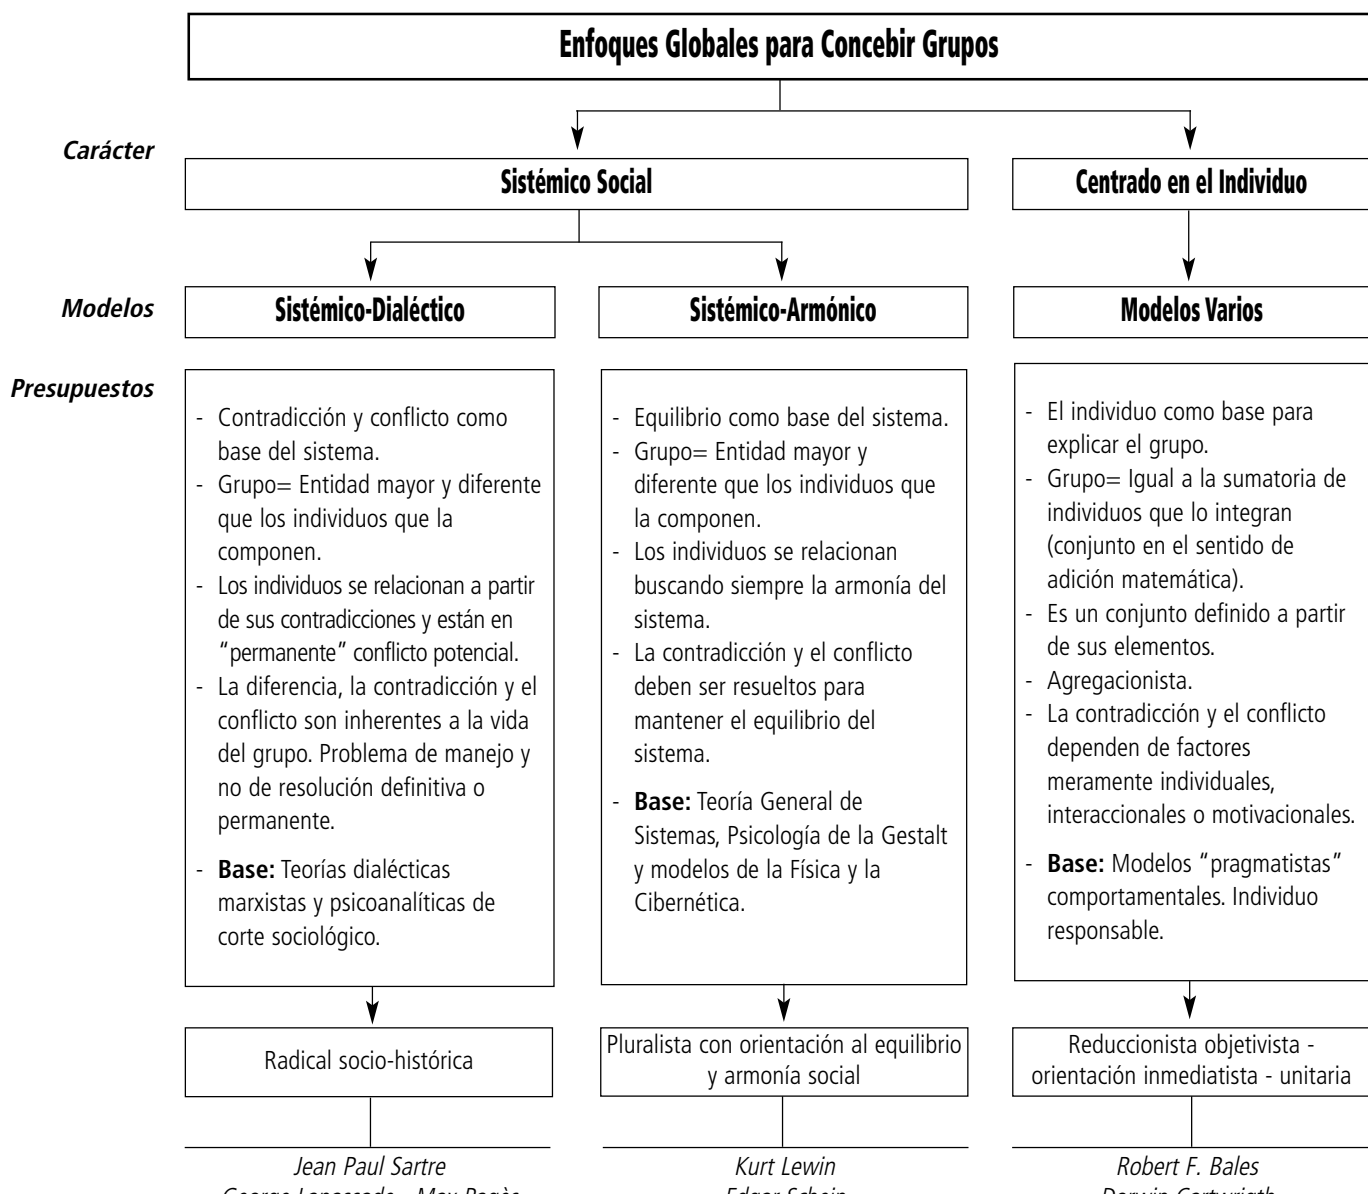 Enfoques Globales para Concebir Grupos
Carácter
Sistémico Social
Centrado en el Individuo
Modelos
Sistémico-Dialéctico
Sistémico-Armónico
Modelos Varios
Presupuestos
- Contradicción y conflicto como
base del sistema.
- Grupo= Entidad mayor y diferente
que los individuos que la
componen.
- Los individuos se relacionan a partir
de sus contradicciones y están en
“permanente” conflicto potencial.
- La diferencia, la contradicción y el
conflicto son inherentes a la vida
del grupo. Problema de manejo y
no de resolución definitiva o
permanente.
- Base: Teorías dialécticas
marxistas y psicoanalíticas de
corte sociológico.
- Equilibrio como base del sistema.
- Grupo= Entidad mayor y
diferente que los individuos que
la componen.
- Los individuos se relacionan
buscando siempre la armonía del
sistema.
- La contradicción y el conflicto
deben ser resueltos para
mantener el equilibrio del
sistema.
- Base: Teoría General de
Sistemas, Psicología de la Gestalt
y modelos de la Física y la
Cibernética.
- El individuo como base para
explicar el grupo.
- Grupo= Igual a la sumatoria de
individuos que lo integran
(conjunto en el sentido de
adición matemática).
- Es un conjunto definido a partir
de sus elementos.
- Agregacionista.
- La contradicción y el conflicto
dependen de factores
meramente individuales,
interaccionales o motivacionales.
- Base: Modelos “pragmatistas”
comportamentales. Individuo
responsable.
Radical socio-histórica
Pluralista con orientación al equilibrio
y armonía social
Reduccionista objetivista -
orientación inmediatista - unitaria
Jean Paul Sartre
Kurt Lewin
Edgar Schein
Robert F. Bales